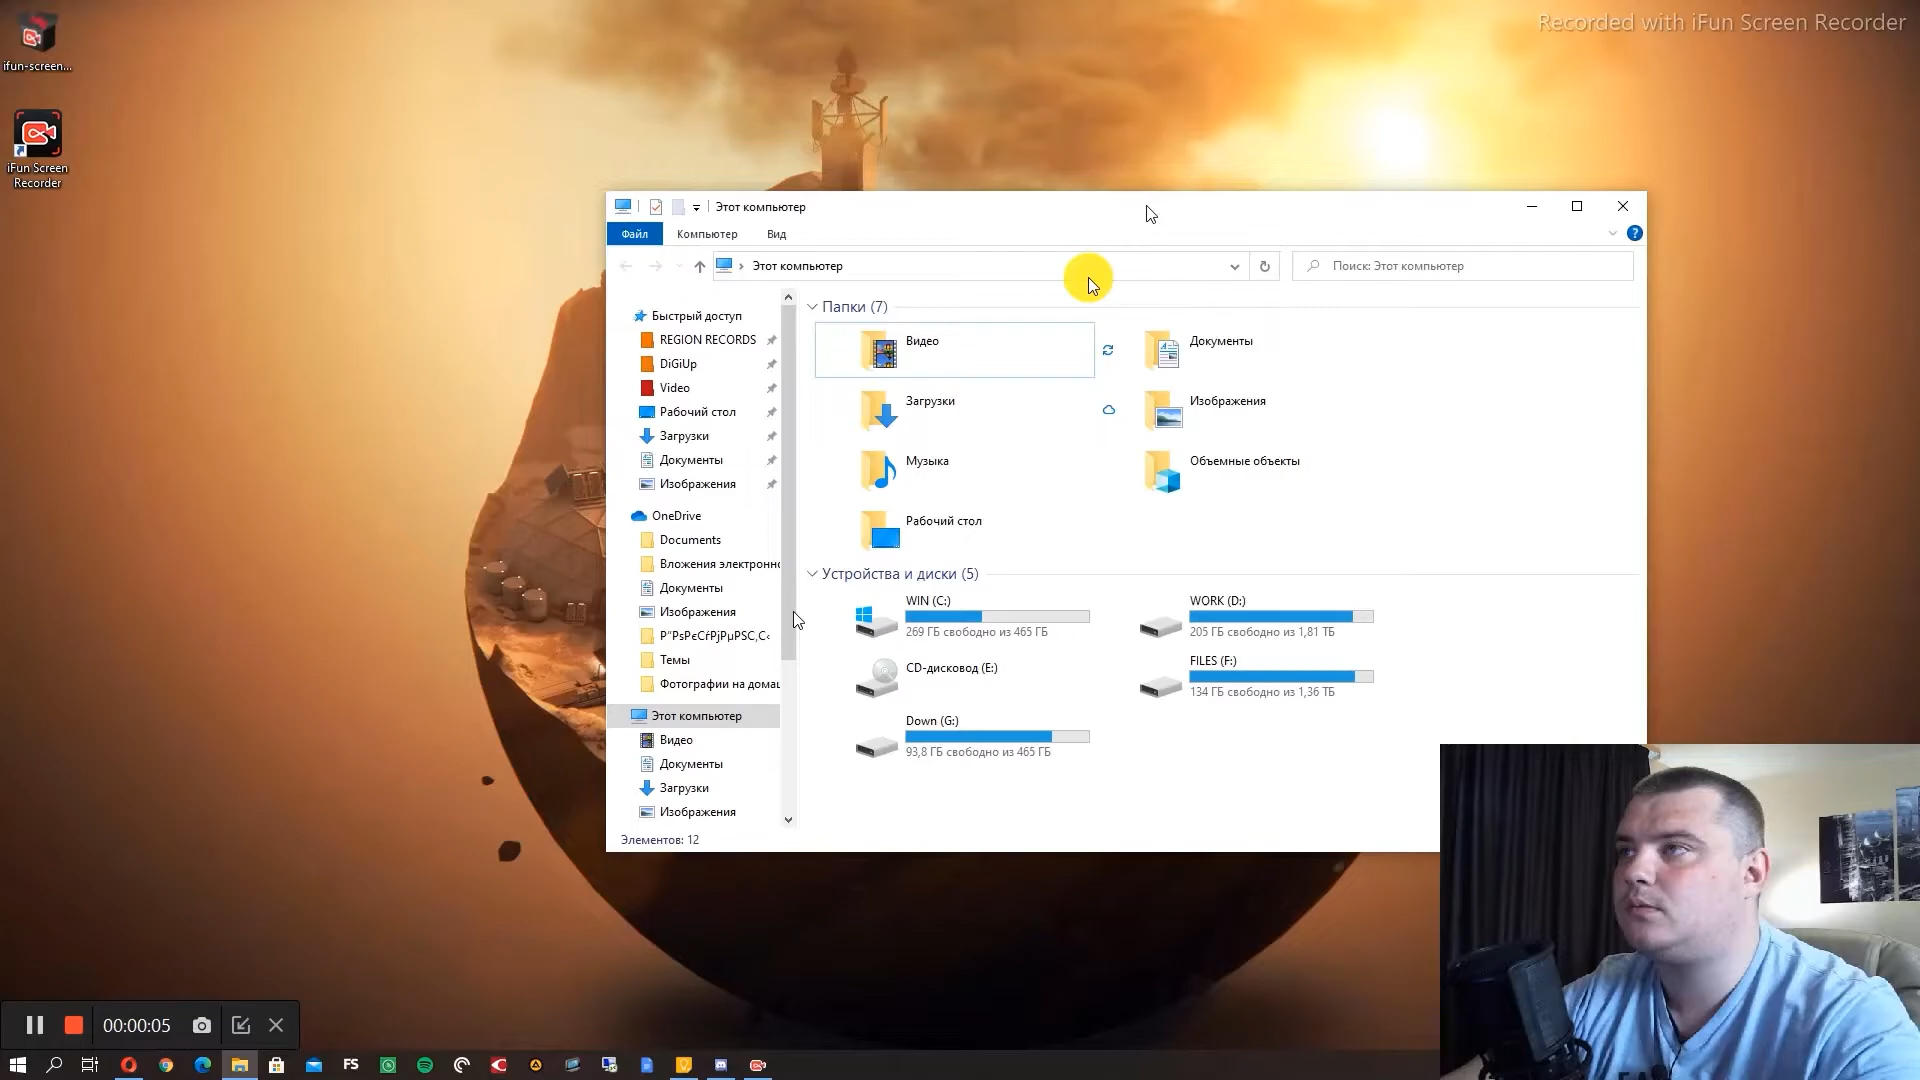 Recorded with iFun Screen Recorder
ifun-screen...
iFun Screen
Recorder
Этот компьютер
Файл
Компьютер
Вид
Этот компьютер
Поиск: Этот компьютер
Быстрый доступ
REGION RECORDS
DiGiUp
Video
Рабочий стол
Загрузки
Документы
Изображения
OneDrive
Documents
Вложения электронно
Документы
Изображения
Темы
Фотографии на домаш
Этот компьютер
Видео
Документы
Загрузки
Изображения
Папки (7)
Видео
Документы
Загрузки
Изображения
Музыка
Объемные объекты
Рабочий стол
Устройства и диски (5)
WIN (C:)
269 ГБ свободно из 465 ГБ
WORK (D:)
205 ГБ свободно из 1,81 ТБ
CD-дисковод (E:)
FILES (F:)
134 ГБ свободно из 1,36 ТБ
Down (G:)
93,8 ГБ свободно из 465 ГБ
Элементов: 12
00:00:05
FS